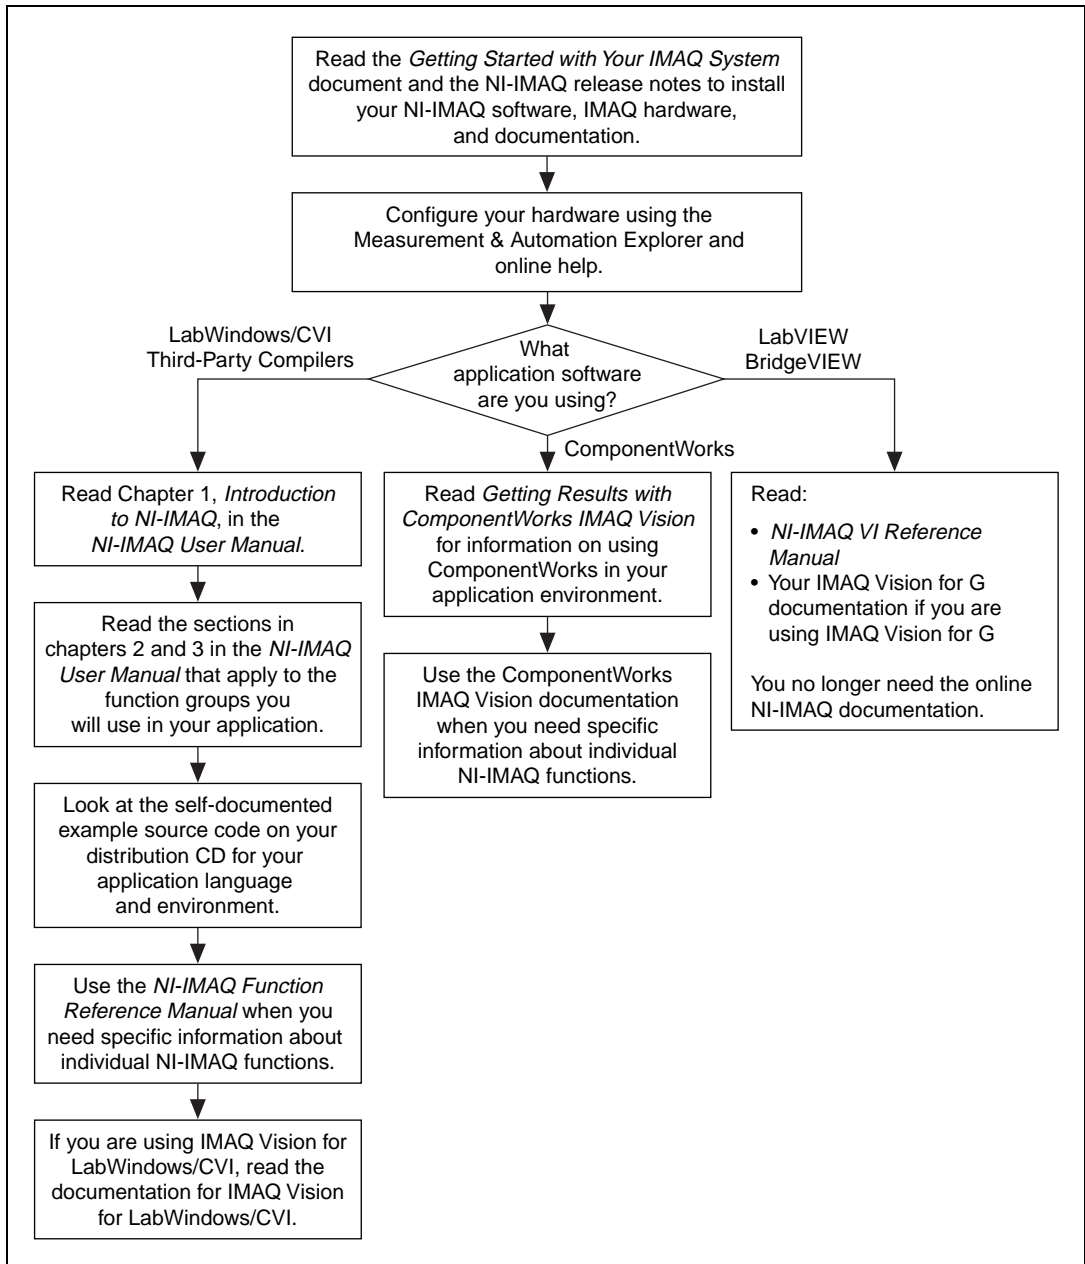 Read the Getting Started with Your IMAQ System
document and the NI-IMAQ release notes to install
your NI-IMAQ software, IMAQ hardware,
and documentation.
Configure your hardware using the
Measurement & Automation Explorer and
online help.
What
application software
are you using?
LabWindows/CVI
Third-Party Compilers
Read Chapter 1, Introduction
to NI-IMAQ, in the
NI-IMAQ User Manual.
Read the sections in
chapters 2 and 3 in the NI-IMAQ
User Manual that apply to the
function groups you
will use in your application.
Look at the self-documented
example source code on your
distribution CD for your
application language
and environment.
Use the NI-IMAQ Function
Reference Manual when you
need specific information about
individual NI-IMAQ functions.
If you are using IMAQ Vision for
LabWindows/CVI, read the
documentation for IMAQ Vision
for LabWindows/CVI.
ComponentWorks
Read Getting Results with
ComponentWorks IMAQ Vision
for information on using
ComponentWorks in your
application environment.
Use the ComponentWorks
IMAQ Vision documentation
when you need specific
information about individual
NI-IMAQ functions.
LabVIEW
BridgeVIEW
Read:
• NI-IMAQ VI Reference
Manual
• Your IMAQ Vision for G
documentation if you are
using IMAQ Vision for G
You no longer need the online
NI-IMAQ documentation.